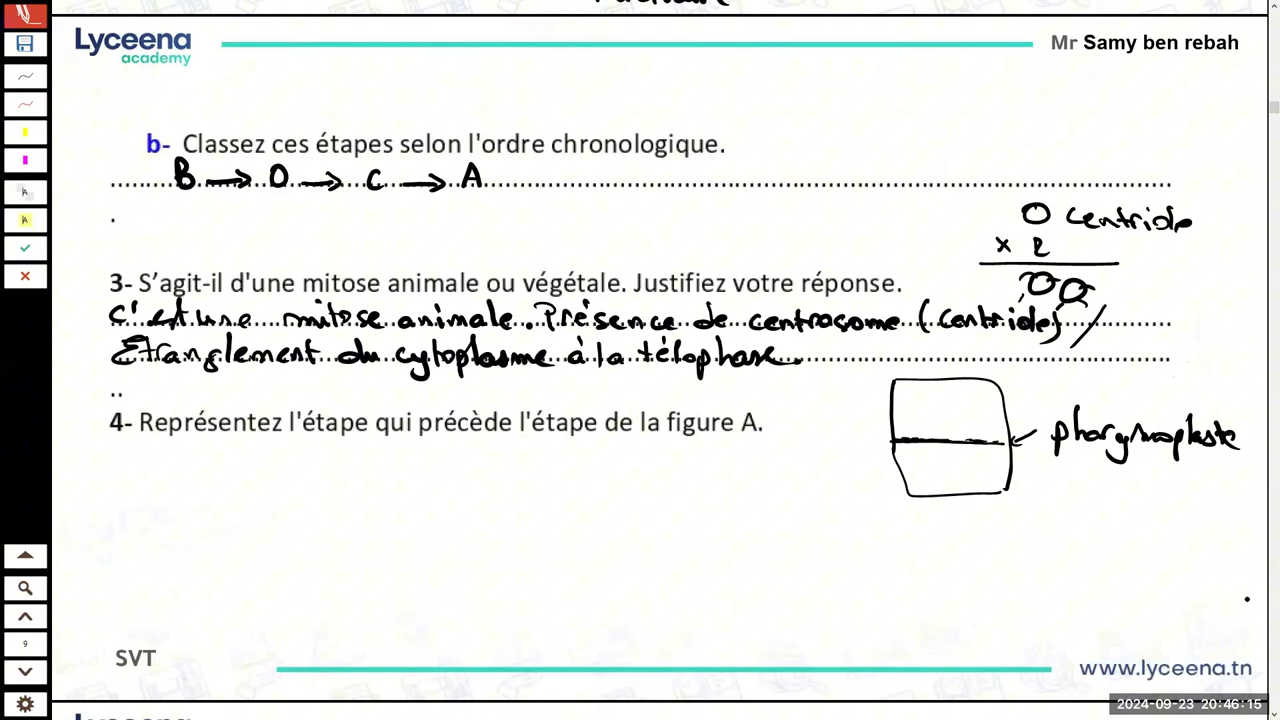 Lyceena
academy
Mr Samy ben rebah
b- Classez ces étapes selon l'ordre chronologique.
B → D → C → A
O centriole
x 2
3- S'agit-il d'une mitose animale ou végétale. Justifiez votre réponse.
C'est une mitose animale. Présence de centrosome (centriole) /
Etranglement du cytoplasme à la télophase.
4- Représentez l'étape qui précède l'étape de la figure A.
9
SVT
www.lyceena.tn
2024-09-23 20:46:15